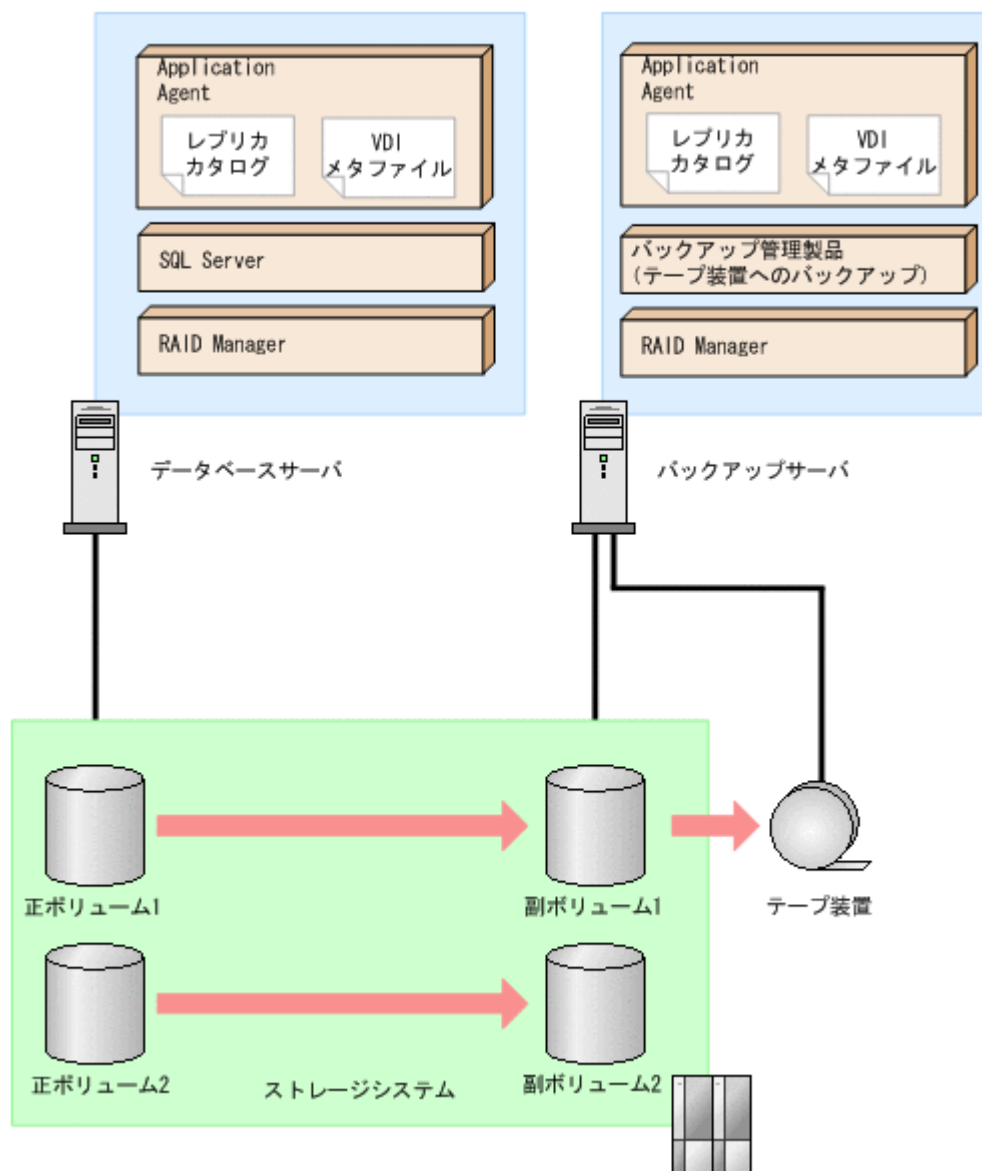 Application
Agent
レプリカ
カタログ
VDI
メタファイル
SQL Server
RAID Manager
データベースサーバ
Application
Agent
レプリカ
カタログ
VDI
メタファイル
バックアップ管理製品
(テープ装置へのバックアップ)
RAID Manager
バックアップサーバ
正ボリューム1
副ボリューム1
テープ装置
正ボリューム2
ストレージシステム
副ボリューム2